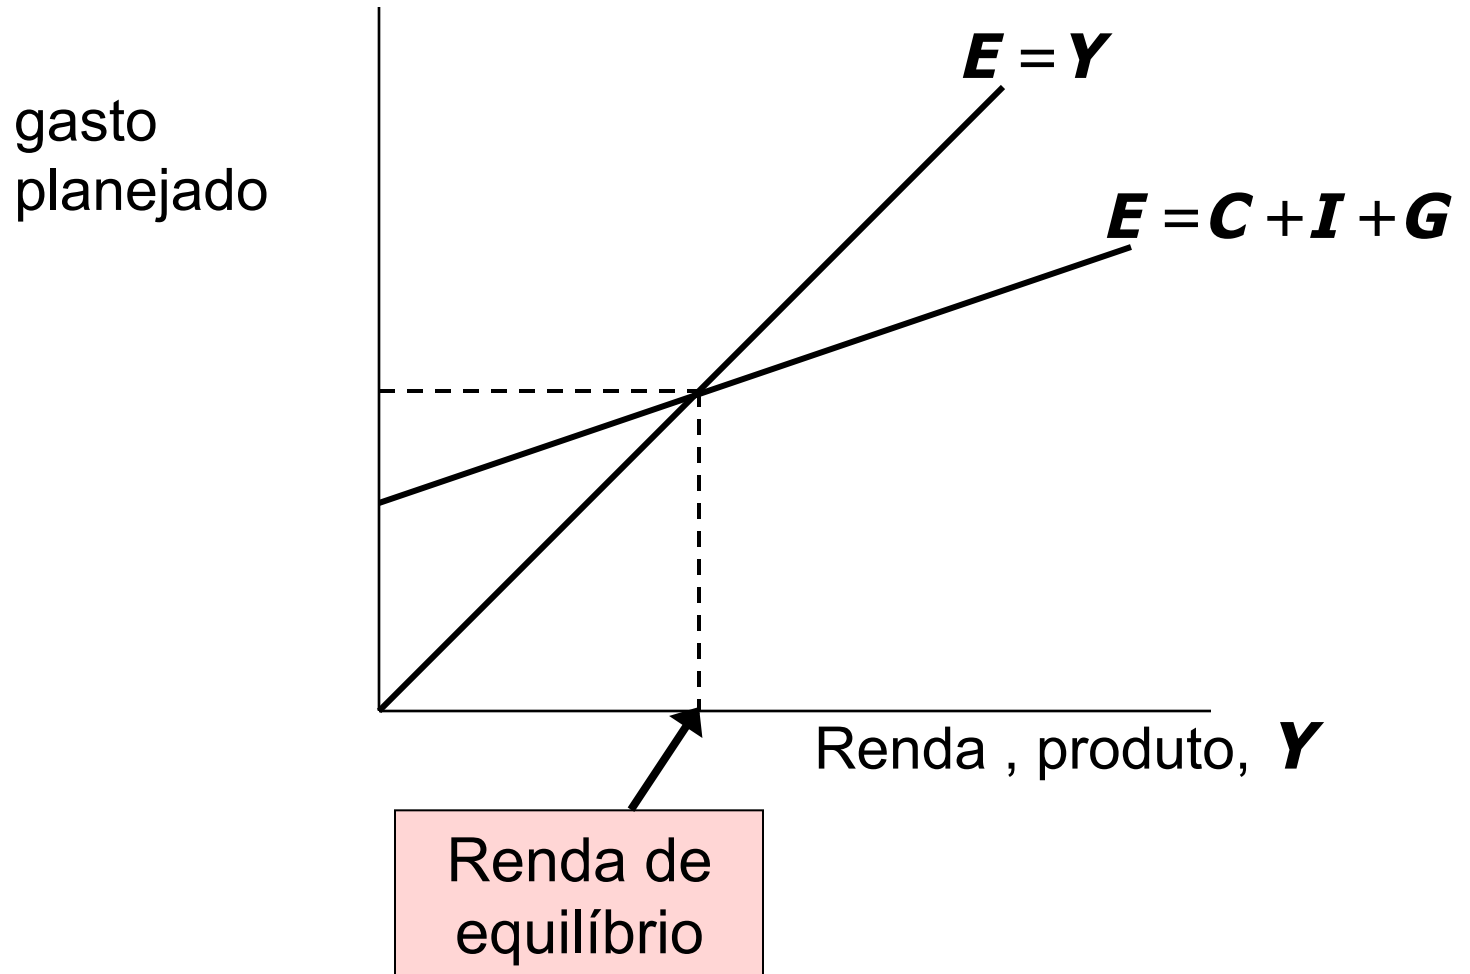 E = Y
gasto
planejado
E = C + I + G
Renda , produto, Y
Renda de
equilíbrio